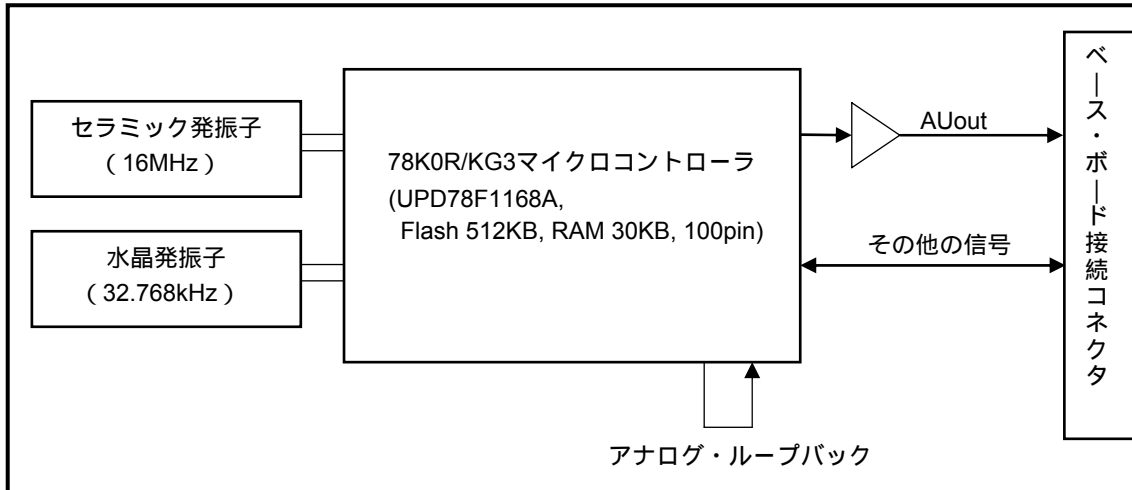 セラミック発振子
(16MHz)
水晶発振子
(32.768kHz)
78K0R/KG3マイクロコントローラ
(UPD78F1168A,
Flash 512KB, RAM 30KB, 100pin)
AUout
その他の信号
アナログ・ループバック
ベース・ボード接続コネクタ